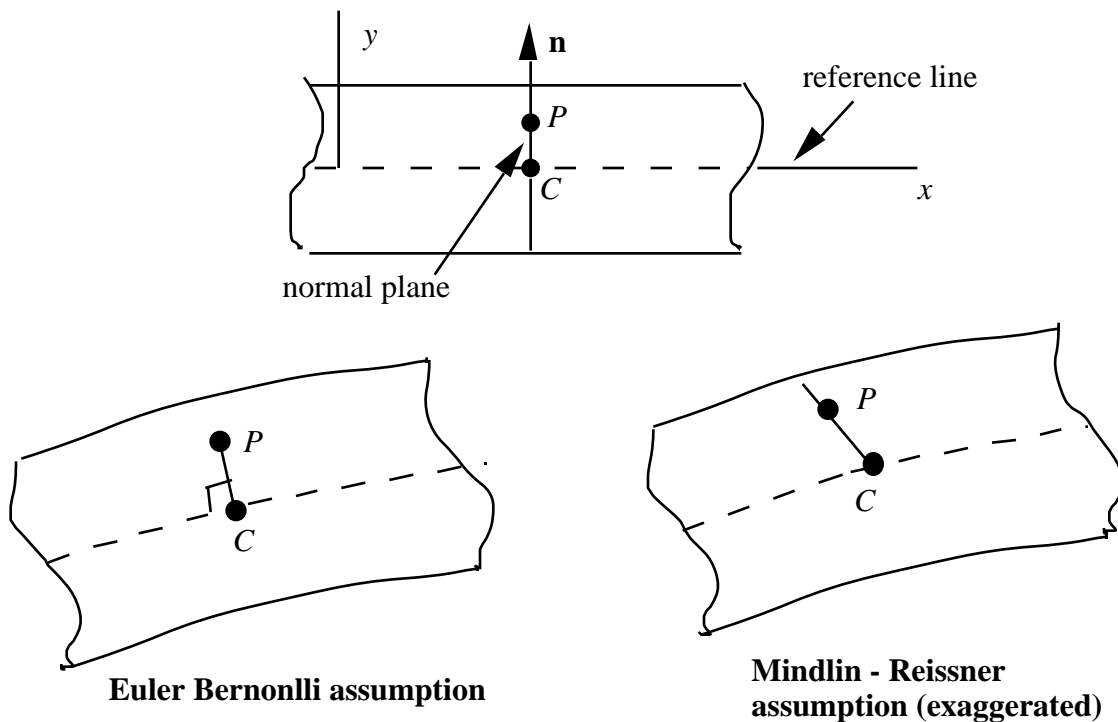 y
n
reference line
P
C
x
normal plane
P
P
C
C
Euler Bernonlli assumption
Mindlin - Reissner
assumption (exaggerated)